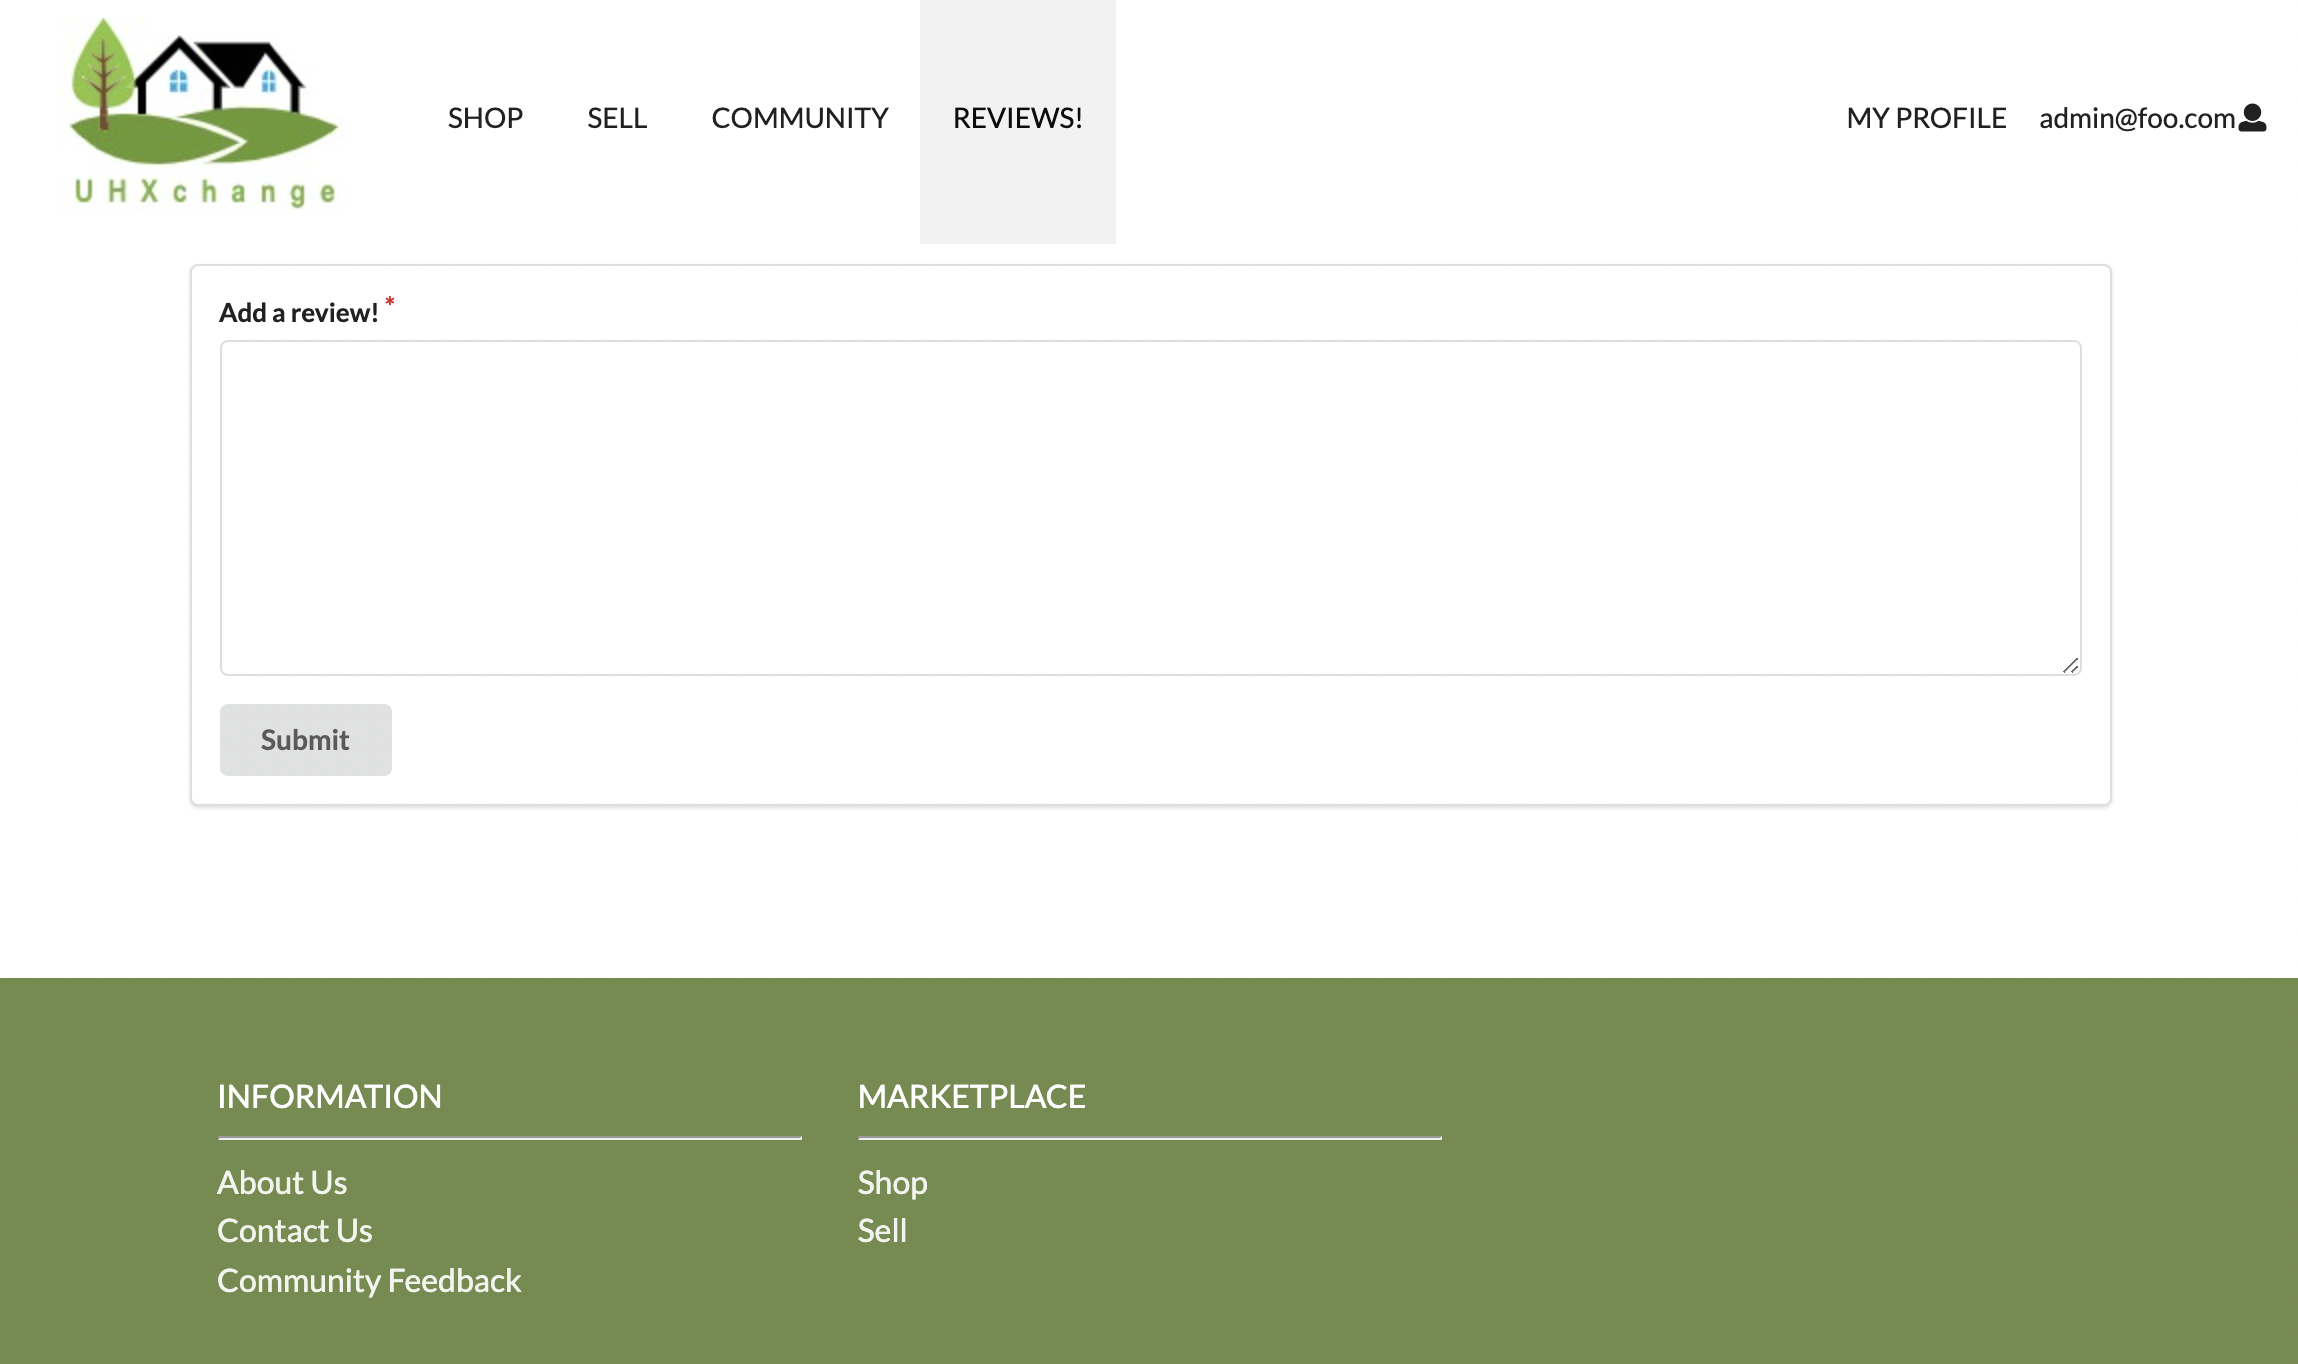 UHXchange
SHOP SELL COMMUNITY REVIEWS! MY PROFILE admin@foo.com
Add a review! *
Submit
INFORMATION
About Us
Contact Us
Community Feedback
MARKETPLACE
Shop
Sell